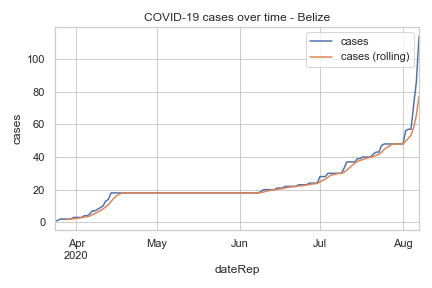 COVID-19 cases over time - Belize
cases
cases (rolling)
100
80
60
40
20
0
cases
Apr
2020
May
Jun
Jul
Aug
dateRep